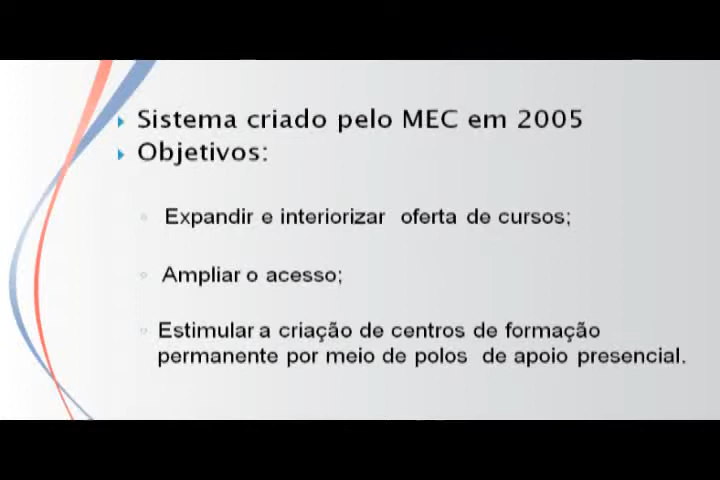 Sistema criado pelo MEC em 2005
Objetivos:
Expandir e interiorizar oferta de cursos;
Ampliar o acesso;
Estimular a criação de centros de formação
permanente por meio de polos de apoio presencial.